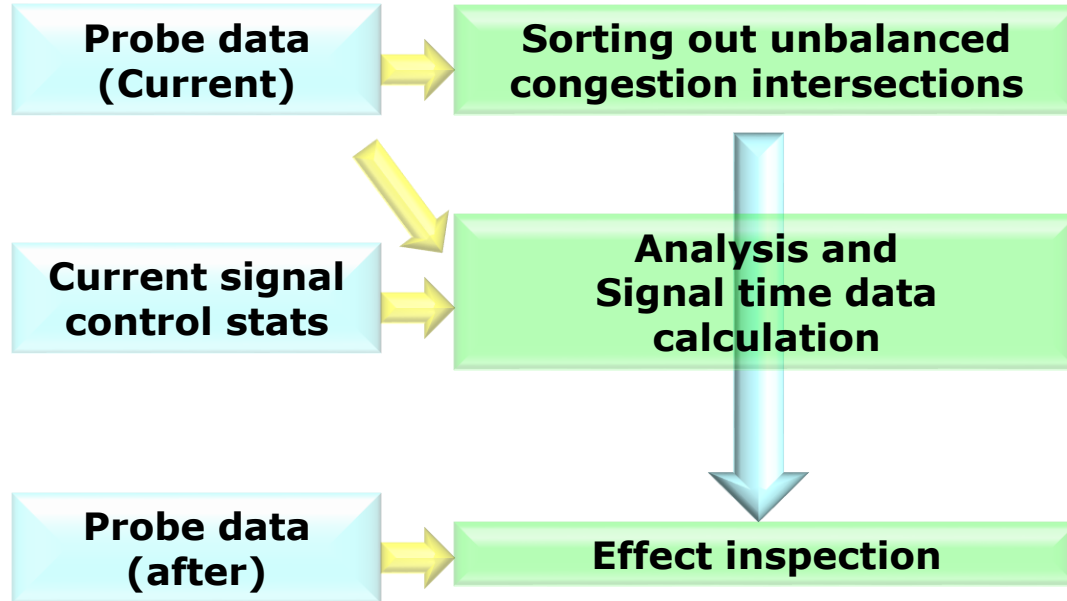 Probe data
(Current)
Sorting out unbalanced
congestion intersections
Current signal
control stats
Analysis and
Signal time data
calculation
Probe data
(after)
Effect inspection